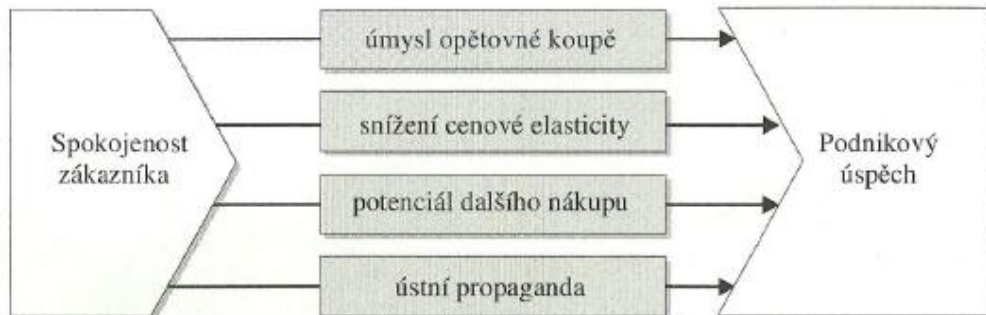 Spokojenost
zákazníka
úmysl opětovné koupě
snížení cenové elasticity
potenciál dalšího nákupu
ústní propaganda
Podnikový
úspěch